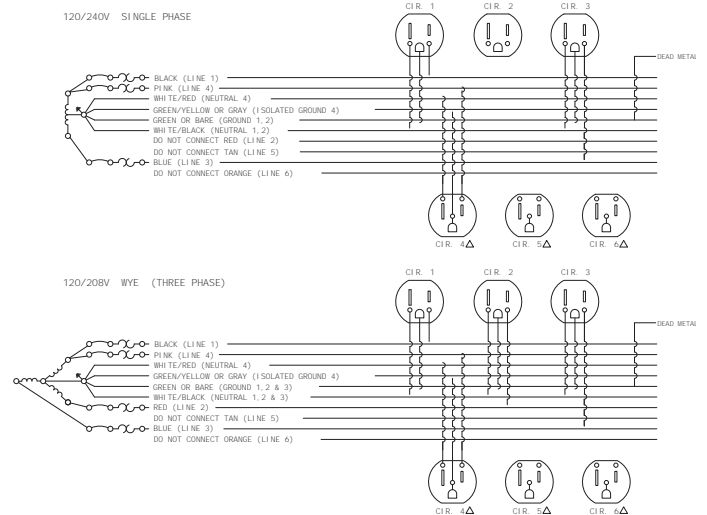 120/240V SINGLE PHASE
CIR. 1
CIR. 2
CIR. 3
DEAD METAL
BLACK (LINE 1)
PINK (LINE 4)
WHITE/RED (NEUTRAL 4)
GREEN/YELLOW OR GRAY (ISOLATED GROUND 4)
GREEN OR BARE (GROUND 1,2)
WHITE/BLACK (NEUTRAL 1,2)
DO NOT CONNECT RED (LINE 2)
DO NOT CONNECT TAN (LINE 5)
BLUE (LINE 3)
DO NOT CONNECT ORANGE (LINE 6)
CIR. 4
CIR. 5
CIR. 6
120/208V WYE (THREE PHASE)
CIR. 1
CIR. 2
CIR. 3
DEAD METAL
BLACK (LINE 1)
PINK (LINE 4)
WHITE/RED (NEUTRAL 4)
GREEN/YELLOW OR GRAY (ISOLATED GROUND 4)
GREEN OR BARE (GROUND 1,2 & 3)
WHITE/BLACK (NEUTRAL 1,2 & 3)
RED (LINE 2)
DO NOT CONNECT TAN (LINE 5)
BLUE (LINE 3)
DO NOT CONNECT ORANGE (LINE 6)
CIR. 4
CIR. 5
CIR. 6